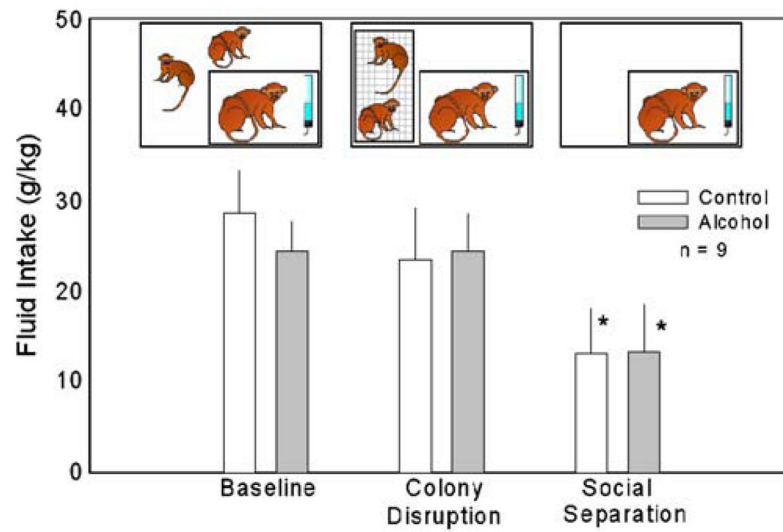 50
40
30
20
10
0
Fluid Intake (g/kg)
Control
Alcohol
n = 9
*
*
Baseline
Colony
Disruption
Social
Separation